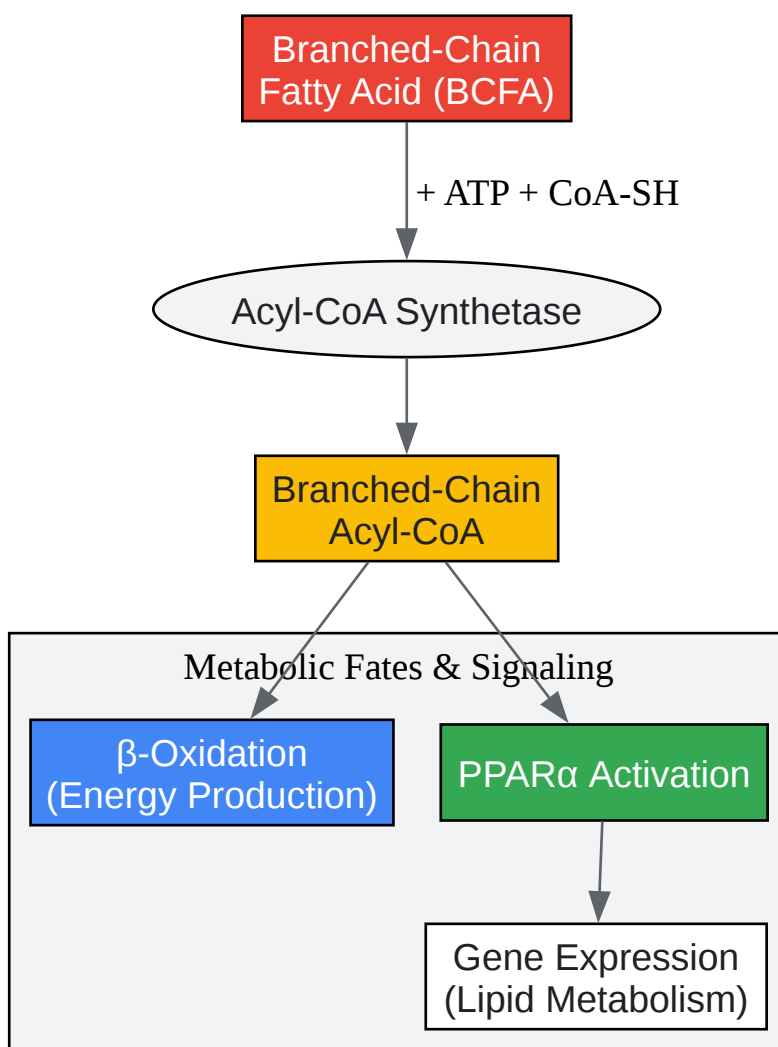 Branched-Chain
Fatty Acid (BCFA)
+ ATP + CoA-SH
Acyl-CoA Synthetase
Branched-Chain
Acyl-CoA
Metabolic Fates & Signaling
β-Oxidation
(Energy Production)
PPARα Activation
Gene Expression
(Lipid Metabolism)